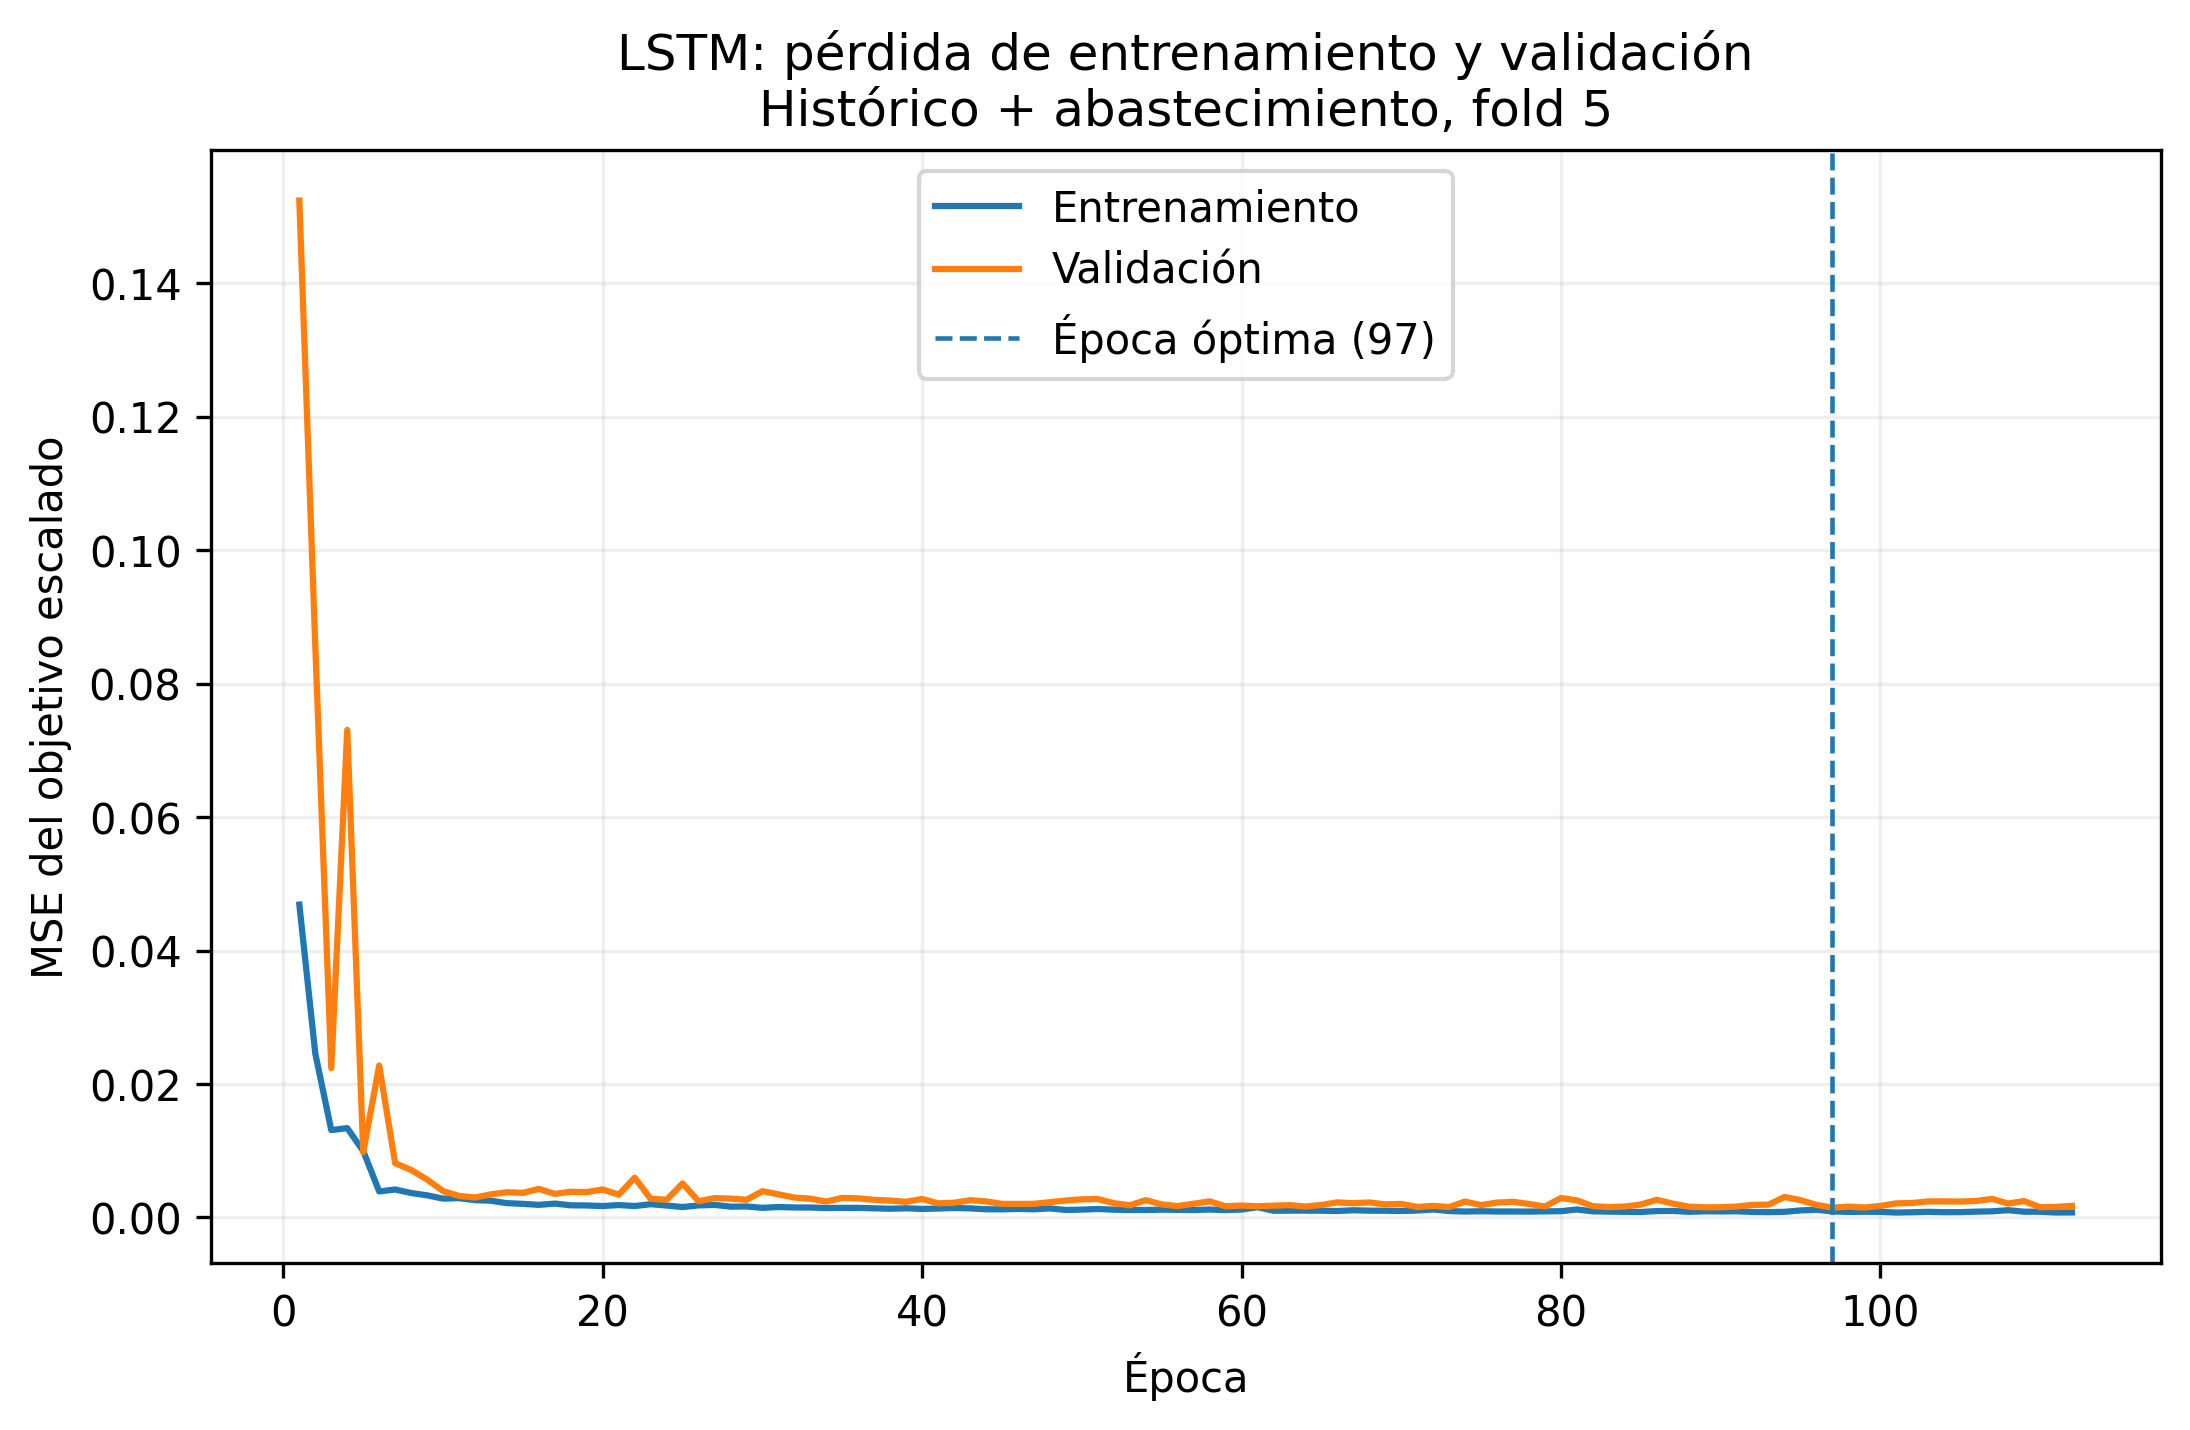 LSTM: pérdida de entrenamiento y validación
Histórico + abastecimiento, fold 5
Entrenamiento
Validación
Época óptima (97)
MSE del objetivo escalado
0.14
0.12
0.10
0.08
0.06
0.04
0.02
0.00
0 20 40 60 80 100
Época